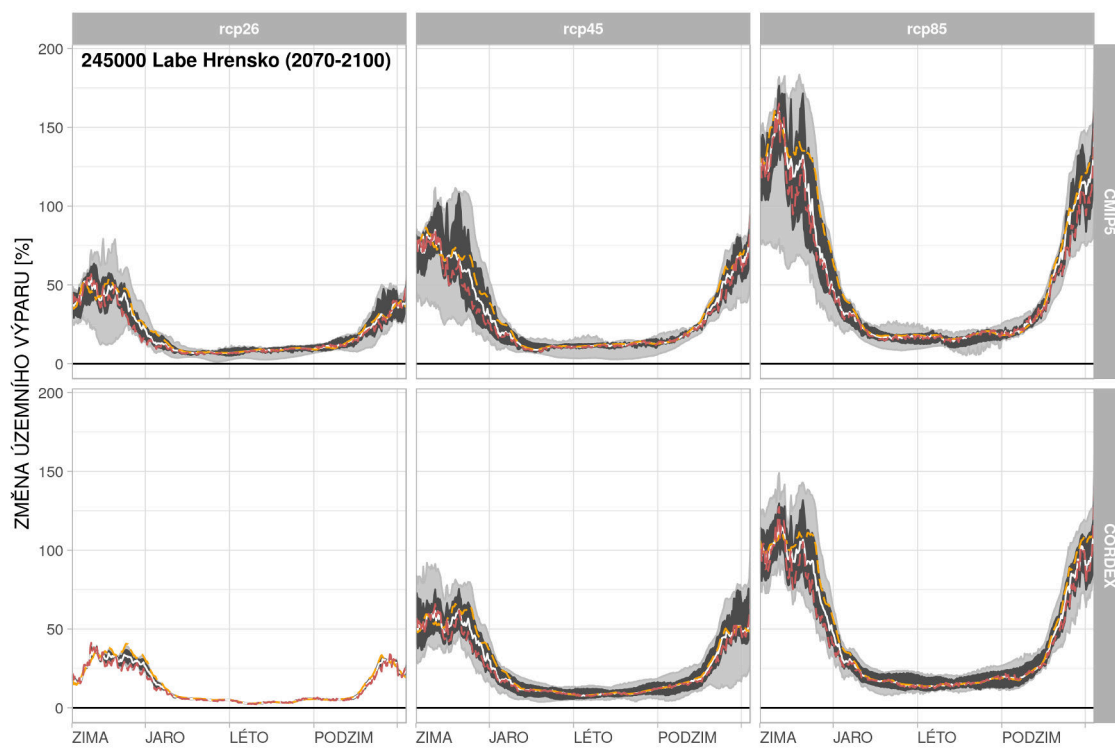 rcp26 rcp45 rcp85
245000 Labe Hrensko (2070-2100)
ZMĚNA ÚZEMNÍHO VÝPARU [%]
200
150
100
50
0
CMIP5
200
150
100
50
0
CORDEX
ZIMA JARO LÉTO PODZIM ZIMA JARO LÉTO PODZIM ZIMA JARO LÉTO PODZIM